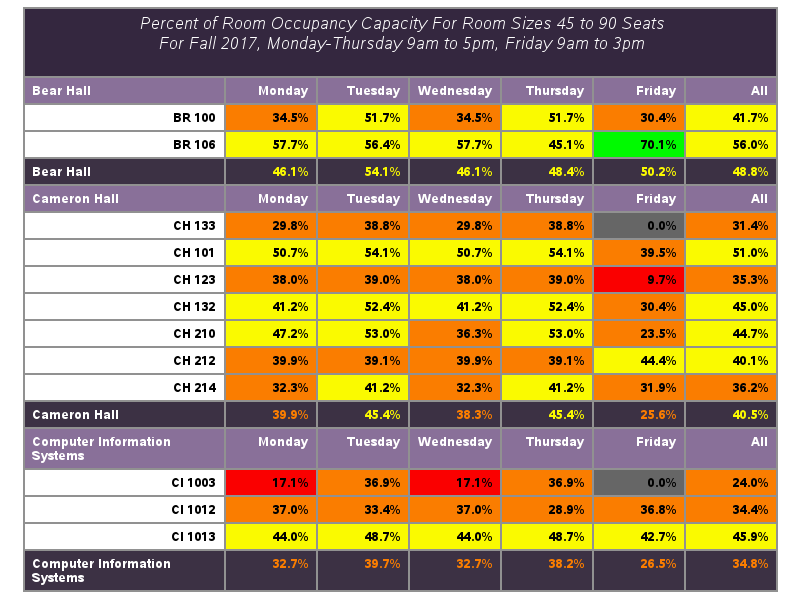 Percent of Room Occupancy Capacity For Room Sizes 45 to 90 Seats
For Fall 2017, Monday-Thursday 9am to 5pm, Friday 9am to 3pm
Bear Hall Monday Tuesday Wednesday Thursday Friday All
BR 100 34.5% 51.7% 34.5% 51.7% 30.4% 41.7%
BR 106 57.7% 56.4% 57.7% 45.1% 70.1% 56.0%
Bear Hall 46.1% 54.1% 46.1% 48.4% 50.2% 48.8%
Cameron Hall Monday Tuesday Wednesday Thursday Friday All
CH 133 29.8% 38.8% 29.8% 38.8% 0.0% 31.4%
CH 101 50.7% 54.1% 50.7% 54.1% 39.5% 51.0%
CH 123 38.0% 39.0% 38.0% 39.0% 9.7% 35.3%
CH 132 41.2% 52.4% 41.2% 52.4% 30.4% 45.0%
CH 210 47.2% 53.0% 36.3% 53.0% 23.5% 44.7%
CH 212 39.9% 39.1% 39.9% 39.1% 44.4% 40.1%
CH 214 32.3% 41.2% 32.3% 41.2% 31.9% 36.2%
Cameron Hall 39.9% 45.4% 38.3% 45.4% 25.6% 40.5%
Computer Information Monday Tuesday Wednesday Thursday Friday All
Systems
CI 1003 17.1% 36.9% 17.1% 36.9% 0.0% 24.0%
CI 1012 37.0% 33.4% 37.0% 28.9% 36.8% 34.4%
CI 1013 44.0% 48.7% 44.0% 48.7% 42.7% 45.9%
Computer Information 32.7% 39.7% 32.7% 38.2% 26.5% 34.8%
Systems